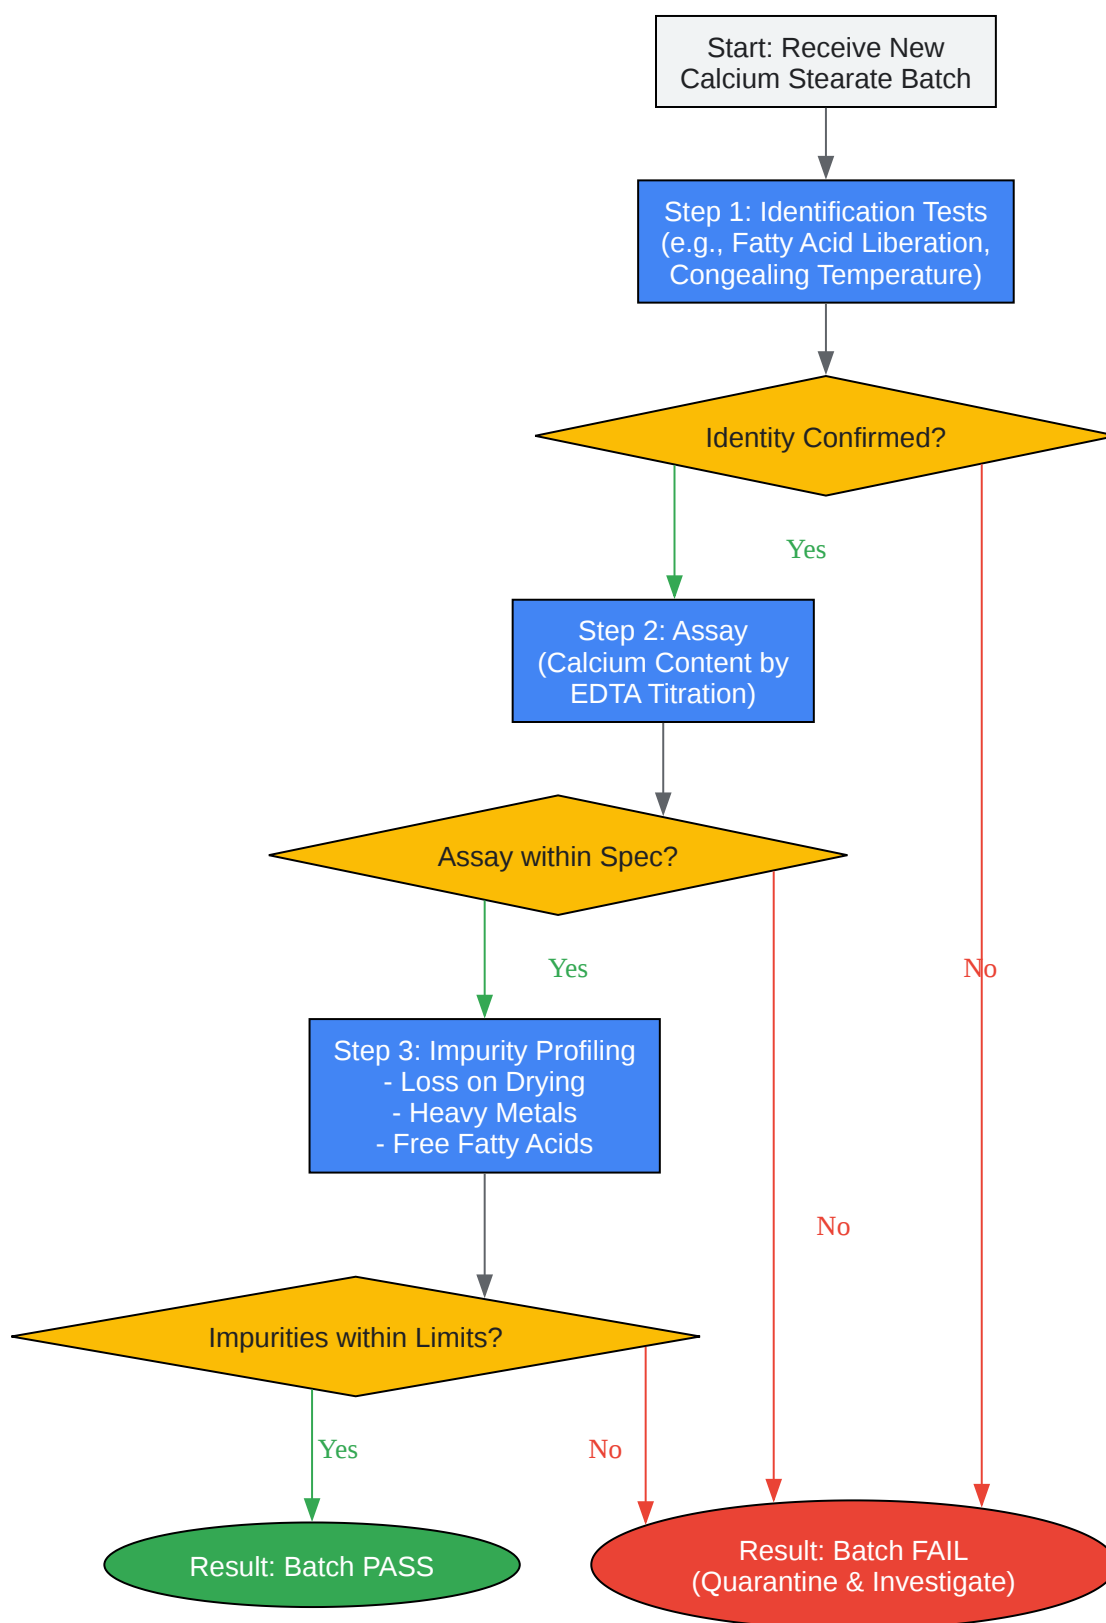 Start: Receive New
Calcium Stearate Batch
Step 1: Identification Tests
(e.g., Fatty Acid Liberation,
Congealing Temperature)
Identity Confirmed?
Yes
Step 2: Assay
(Calcium Content by
EDTA Titration)
Assay within Spec?
Yes
No
Step 3: Impurity Profiling
- Loss on Drying
- Heavy Metals
- Free Fatty Acids
No
Impurities within Limits?
Yes
No
Result: Batch PASS
Result: Batch FAIL
(Quarantine & Investigate)